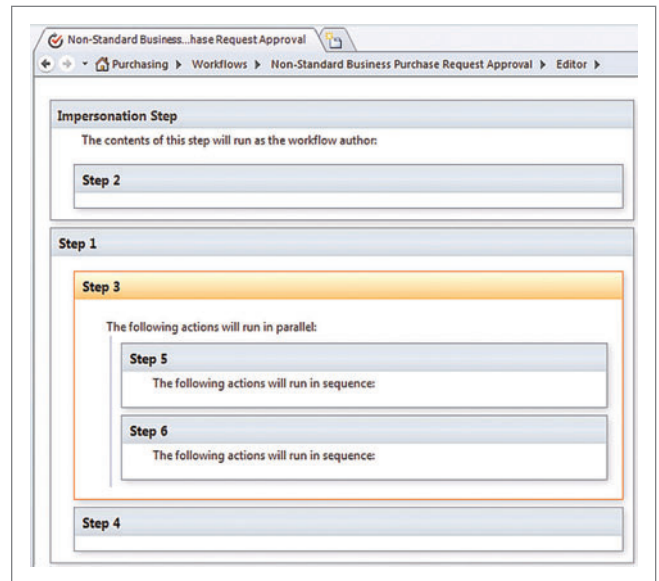 Non-Standard Business...hase Request Approval
Purchasing Workflows Non-Standard Business Purchase Request Approval Editor
Impersonation Step
The contents of this step will run as the workflow author:
Step 2
Step 1
Step 3
The following actions will run in parallel:
Step 5
The following actions will run in sequence:
Step 6
The following actions will run in sequence:
Step 4